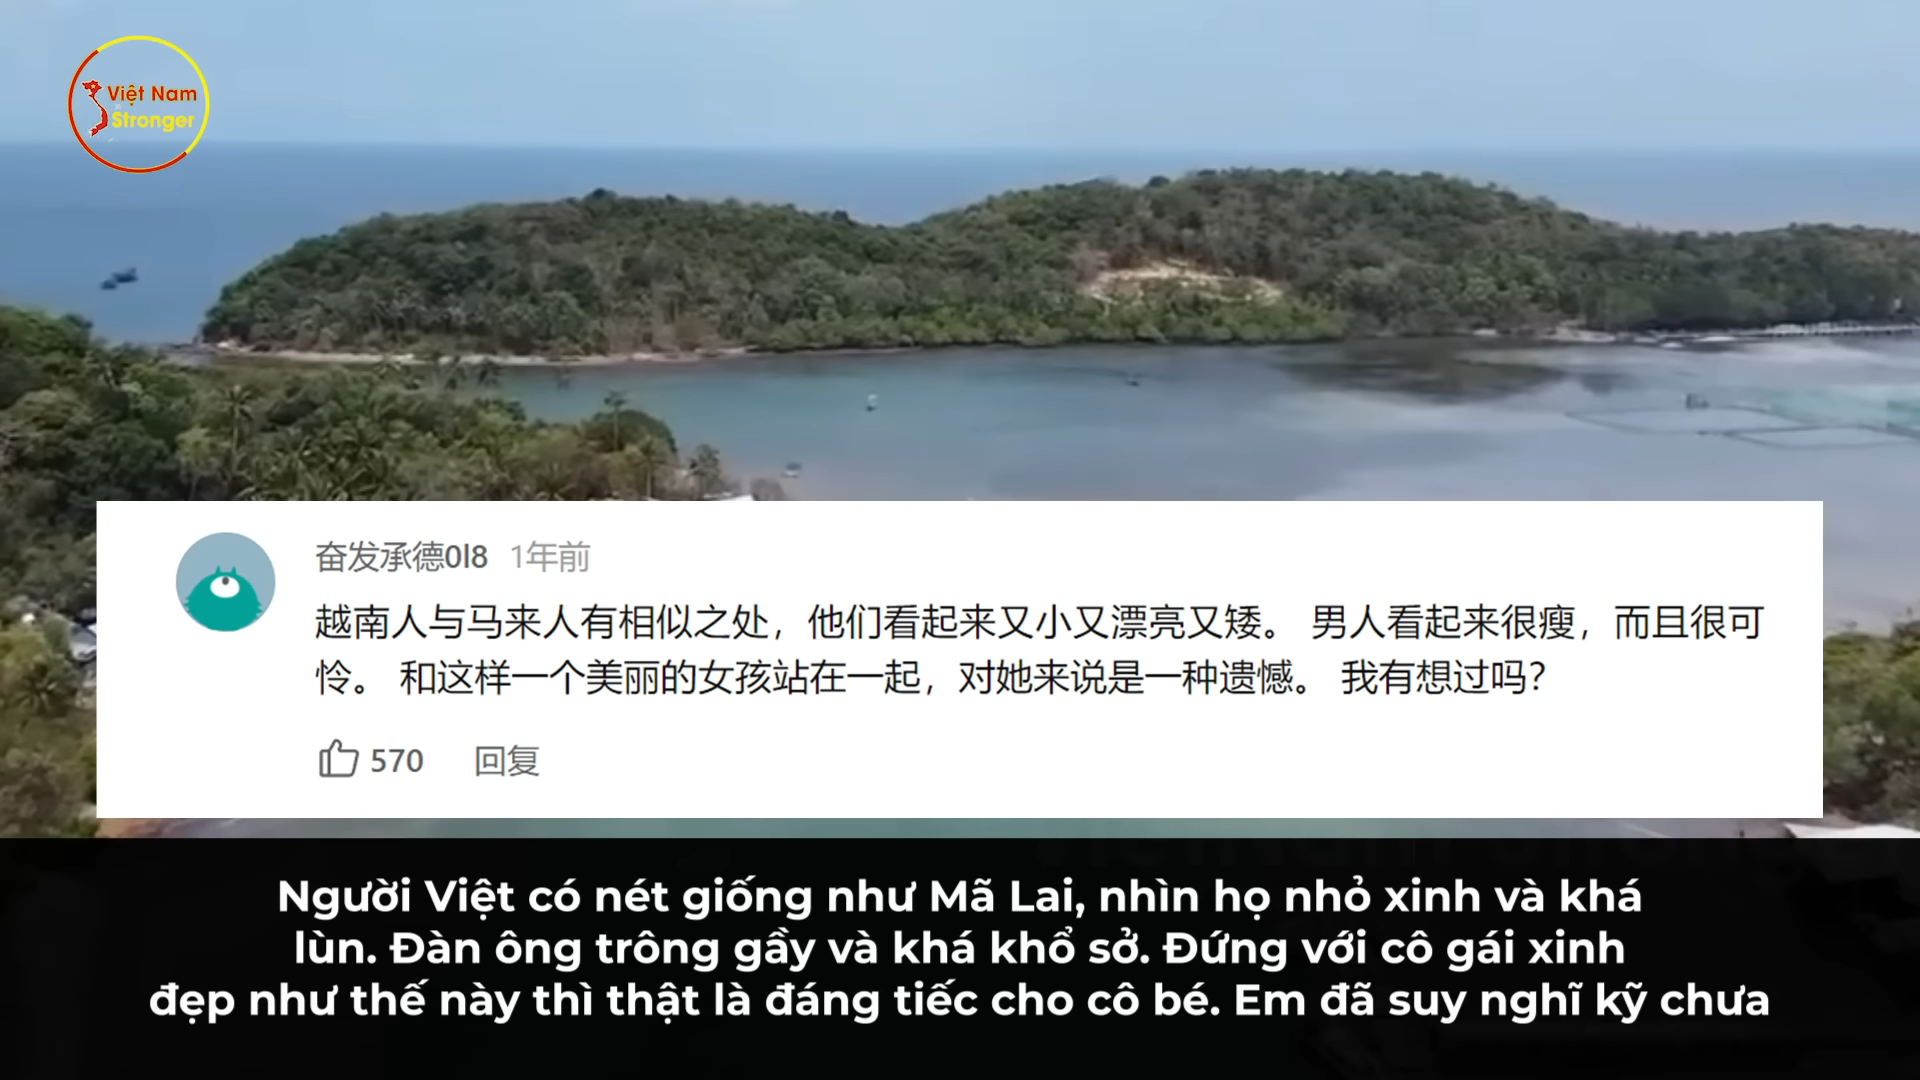 Việt Nam
Stronger
奋发承德0l8 1年前
越南人与马来人有相似之处，他们看起来又小又漂亮又矮。 男人看起来很瘦，而且很可
怜。 和这样一个美丽的女孩站在一起，对她来说是一种遗憾。 我有想过吗？
570 回复
Người Việt có nét giống như Mã Lai, nhìn họ nhỏ xinh và khá
lùn. Đàn ông trông gầy và khá khổ sở. Đứng với cô gái xinh
đẹp như thế này thì thật là đáng tiếc cho cô bé. Em đã suy nghĩ kỹ chưa